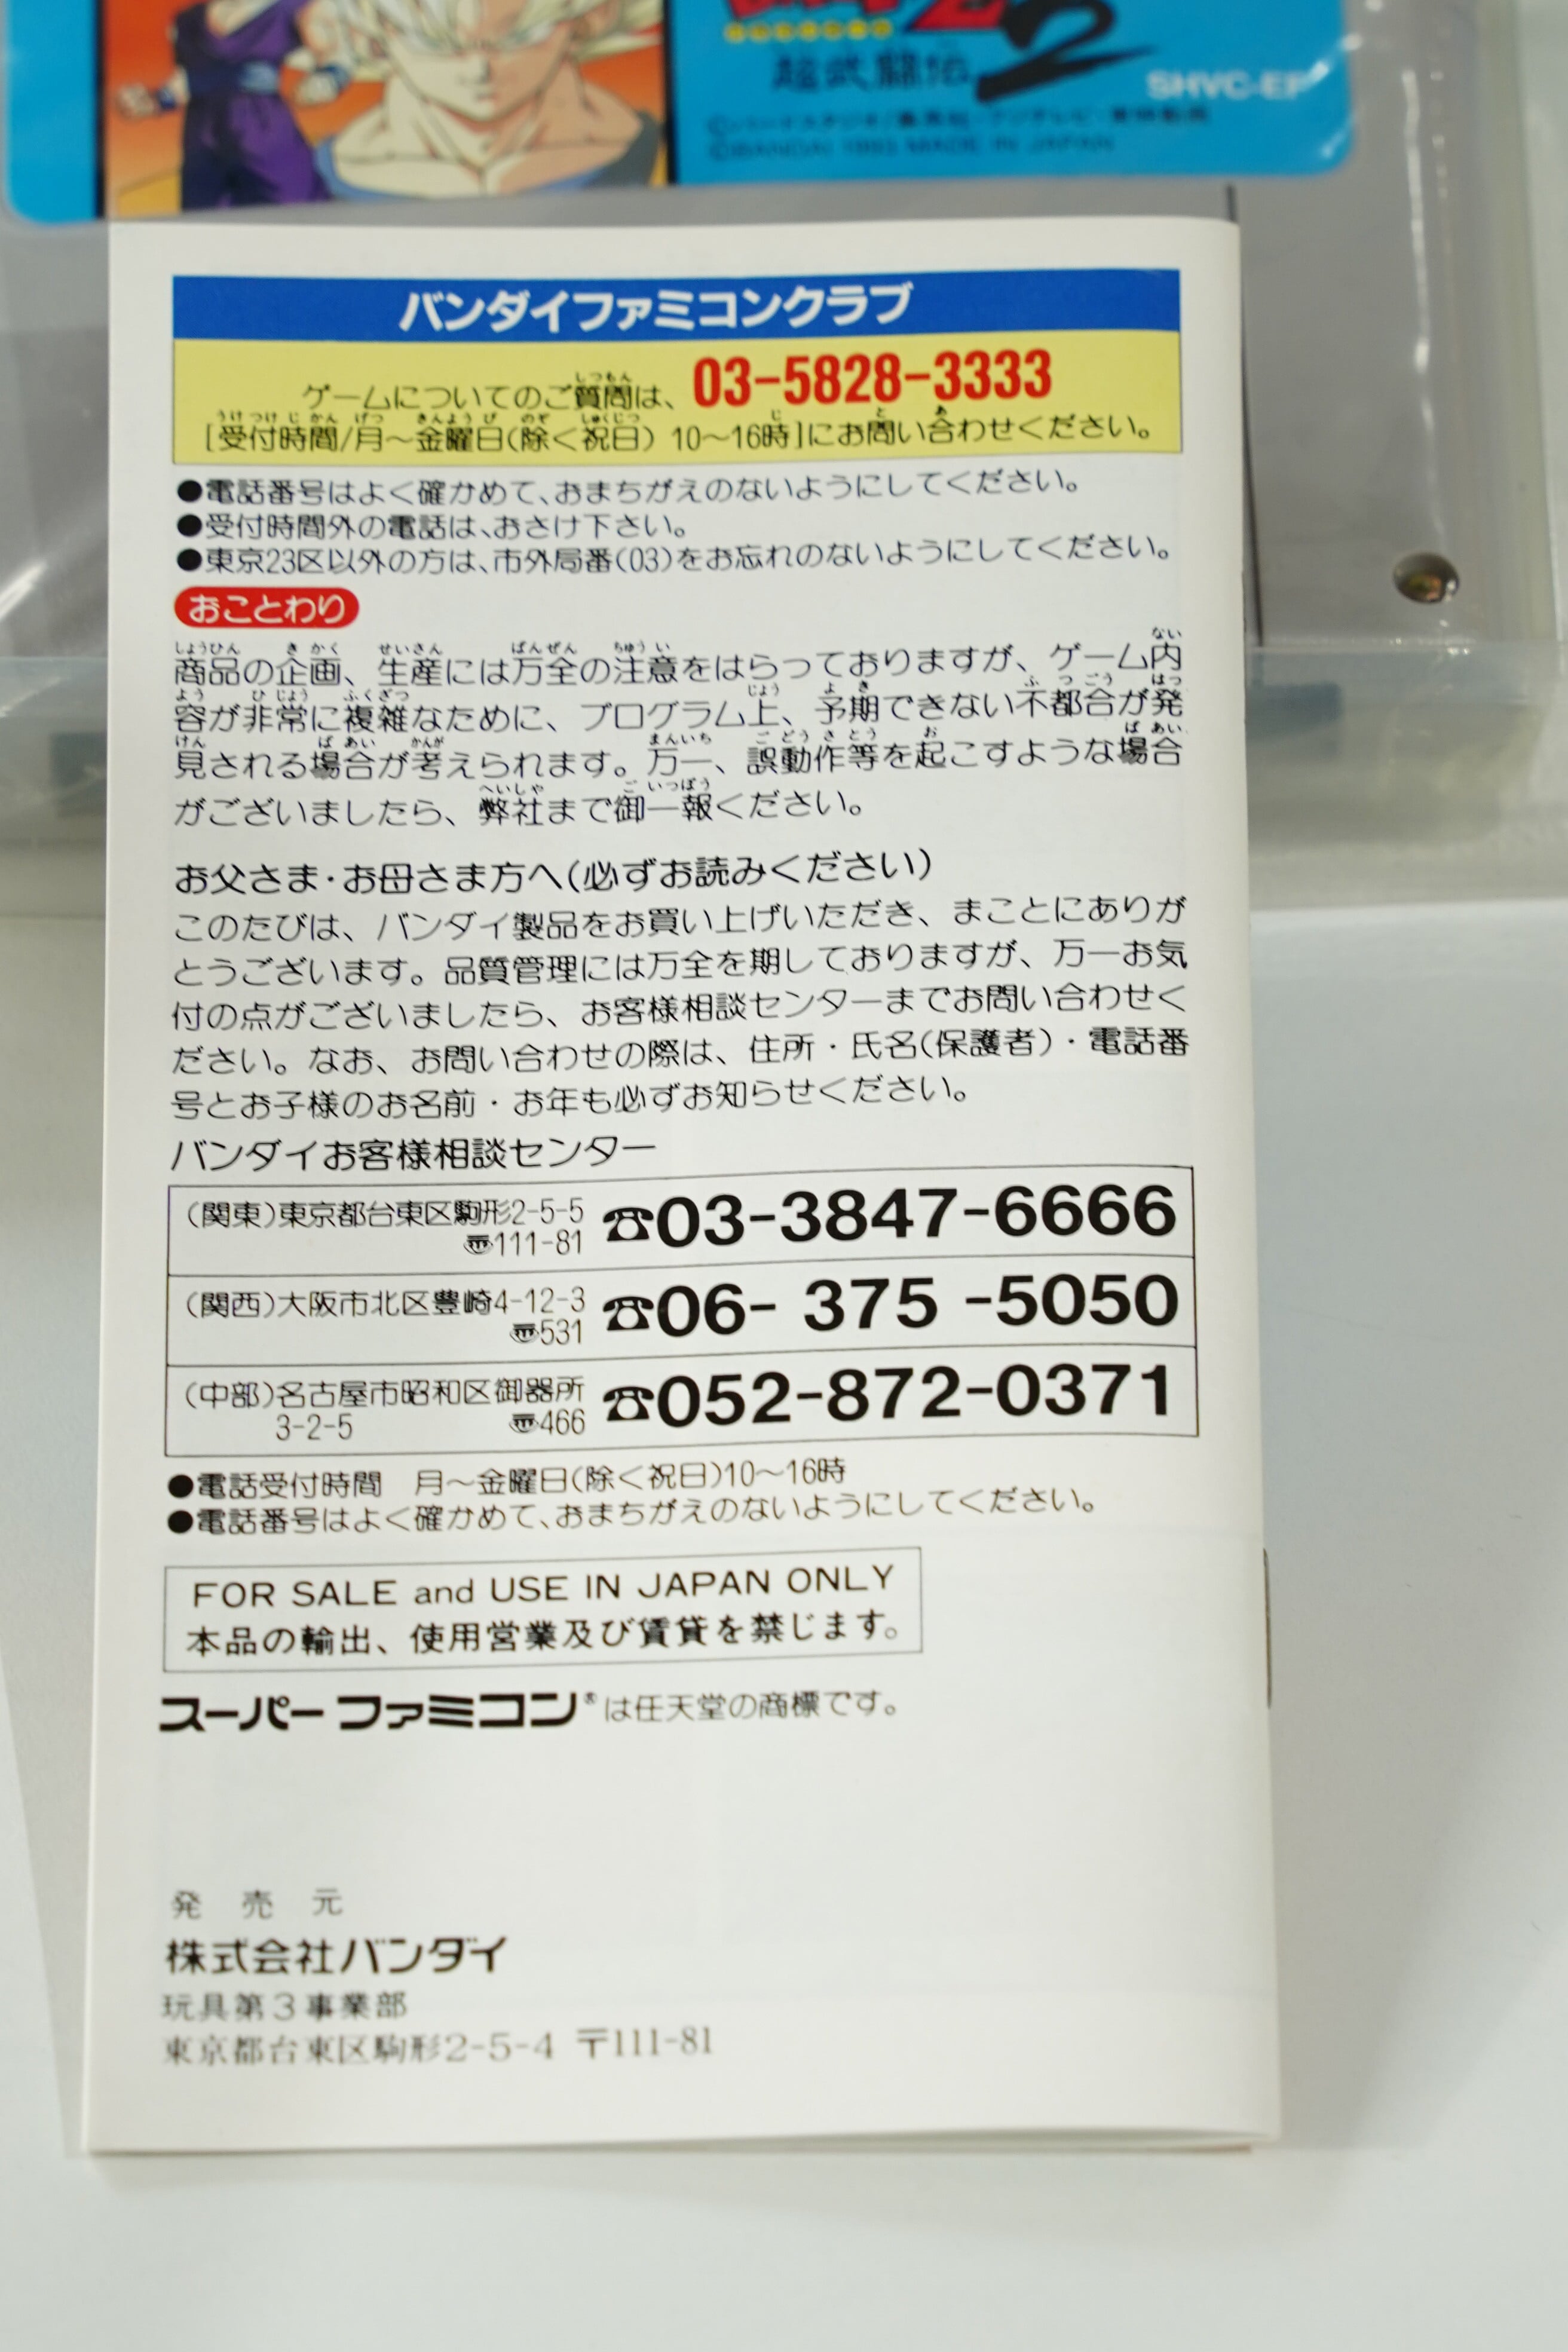 超武闘伝2
SHVC-EF
©バードスタジオ/集英社・フジテレビ・東映動画
©BANDAI 1993 MADE IN JAPAN
バンダイファミコンクラブ
ゲームについてのご質問は、03-5828-3333
[受付時間/月〜金曜日(除く祝日) 10〜16時]にお問い合わせください。
●電話番号はよく確かめて、おまちがえのないようにしてください。
●受付時間外の電話は、おさけ下さい。
●東京23区以外の方は、市外局番(03)をお忘れのないようにしてください。
おことわり
商品の企画、生産には万全の注意をはらっておりますが、ゲーム内
容が非常に複雑なために、プログラム上、予期できない不都合が発
見される場合が考えられます。万一、誤動作等を起こすような場合
がございましたら、弊社まで御一報ください。
お父さま・お母さま方へ(必ずお読みください)
このたびは、バンダイ製品をお買い上げいただき、まことにありが
とうございます。品質管理には万全を期しておりますが、万一お気
付の点がございましたら、お客様相談センターまでお問い合わせく
ださい。なお、お問い合わせの際は、住所・氏名(保護者)・電話番
号とお子様のお名前・お年も必ずお知らせください。
バンダイお客様相談センター
(関東)東京都台東区駒形2-5-5 ☎03-3847-6666
〠111-81
(関西)大阪市北区豊崎4-12-3 ☎06- 375 -5050
〠531
(中部)名古屋市昭和区御器所 ☎052-872-0371
3-2-5 〠466
●電話受付時間 月〜金曜日(除く祝日)10〜16時
●電話番号はよく確かめて、おまちがえのないようにしてください。
FOR SALE and USE IN JAPAN ONLY
本品の輸出、使用営業及び賃貸を禁じます。
スーパーファミコン®は任天堂の商標です。
発売元
株式会社バンダイ
玩具第3事業部
東京都台東区駒形2-5-4 〒111-81